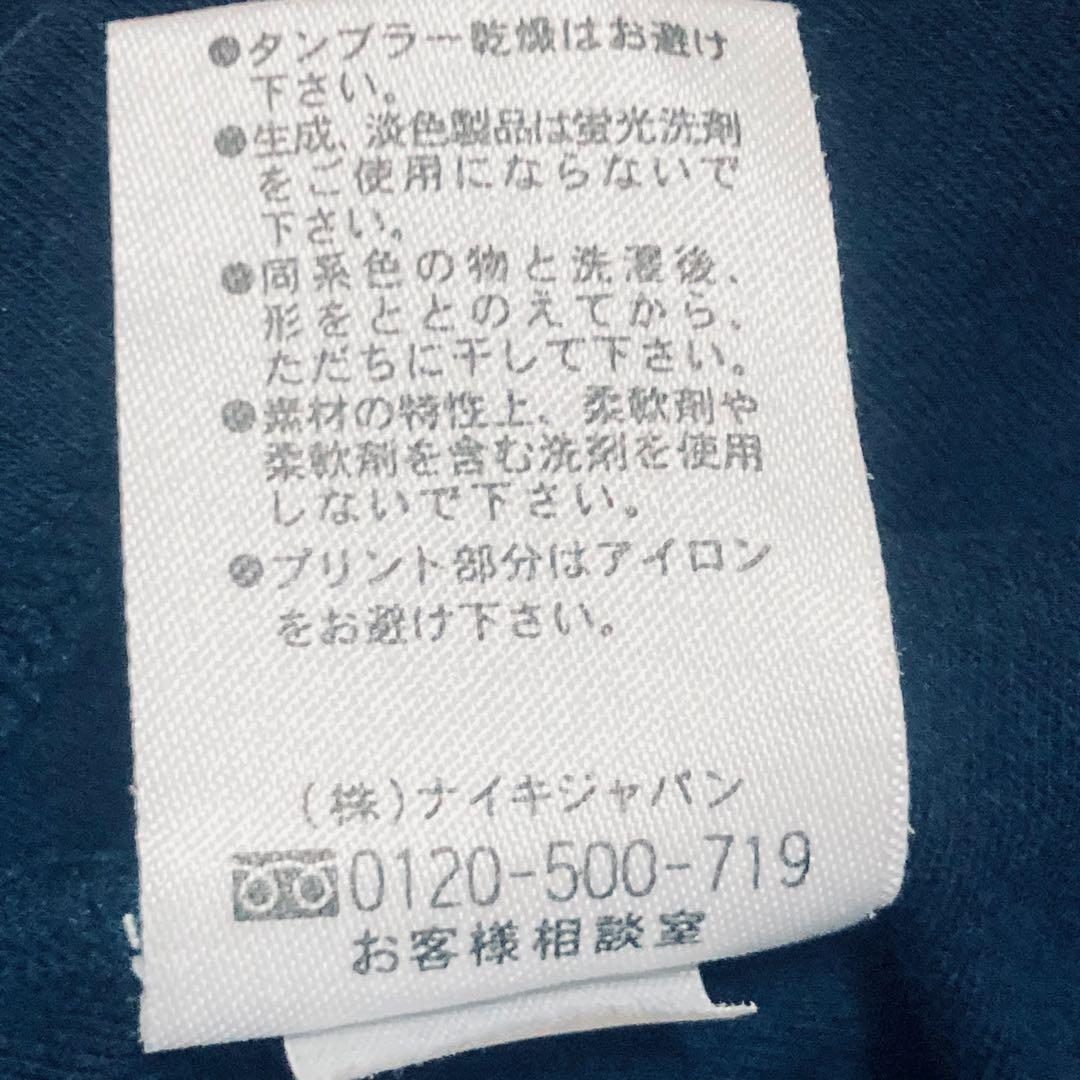 ●タンブラー乾燥はお避け
下さい。
●生成、淡色製品は蛍光洗剤
をご使用にならないで
下さい。
●同系色の物と洗濯後、
形をととのえてから、
ただちに干して下さい。
●素材の特性上、柔軟剤や
柔軟剤を含む洗剤を使用
しないで下さい。
●プリント部分はアイロン
をお避け下さい。
(株)ナイキジャパン
0120-500-719
お客様相談室